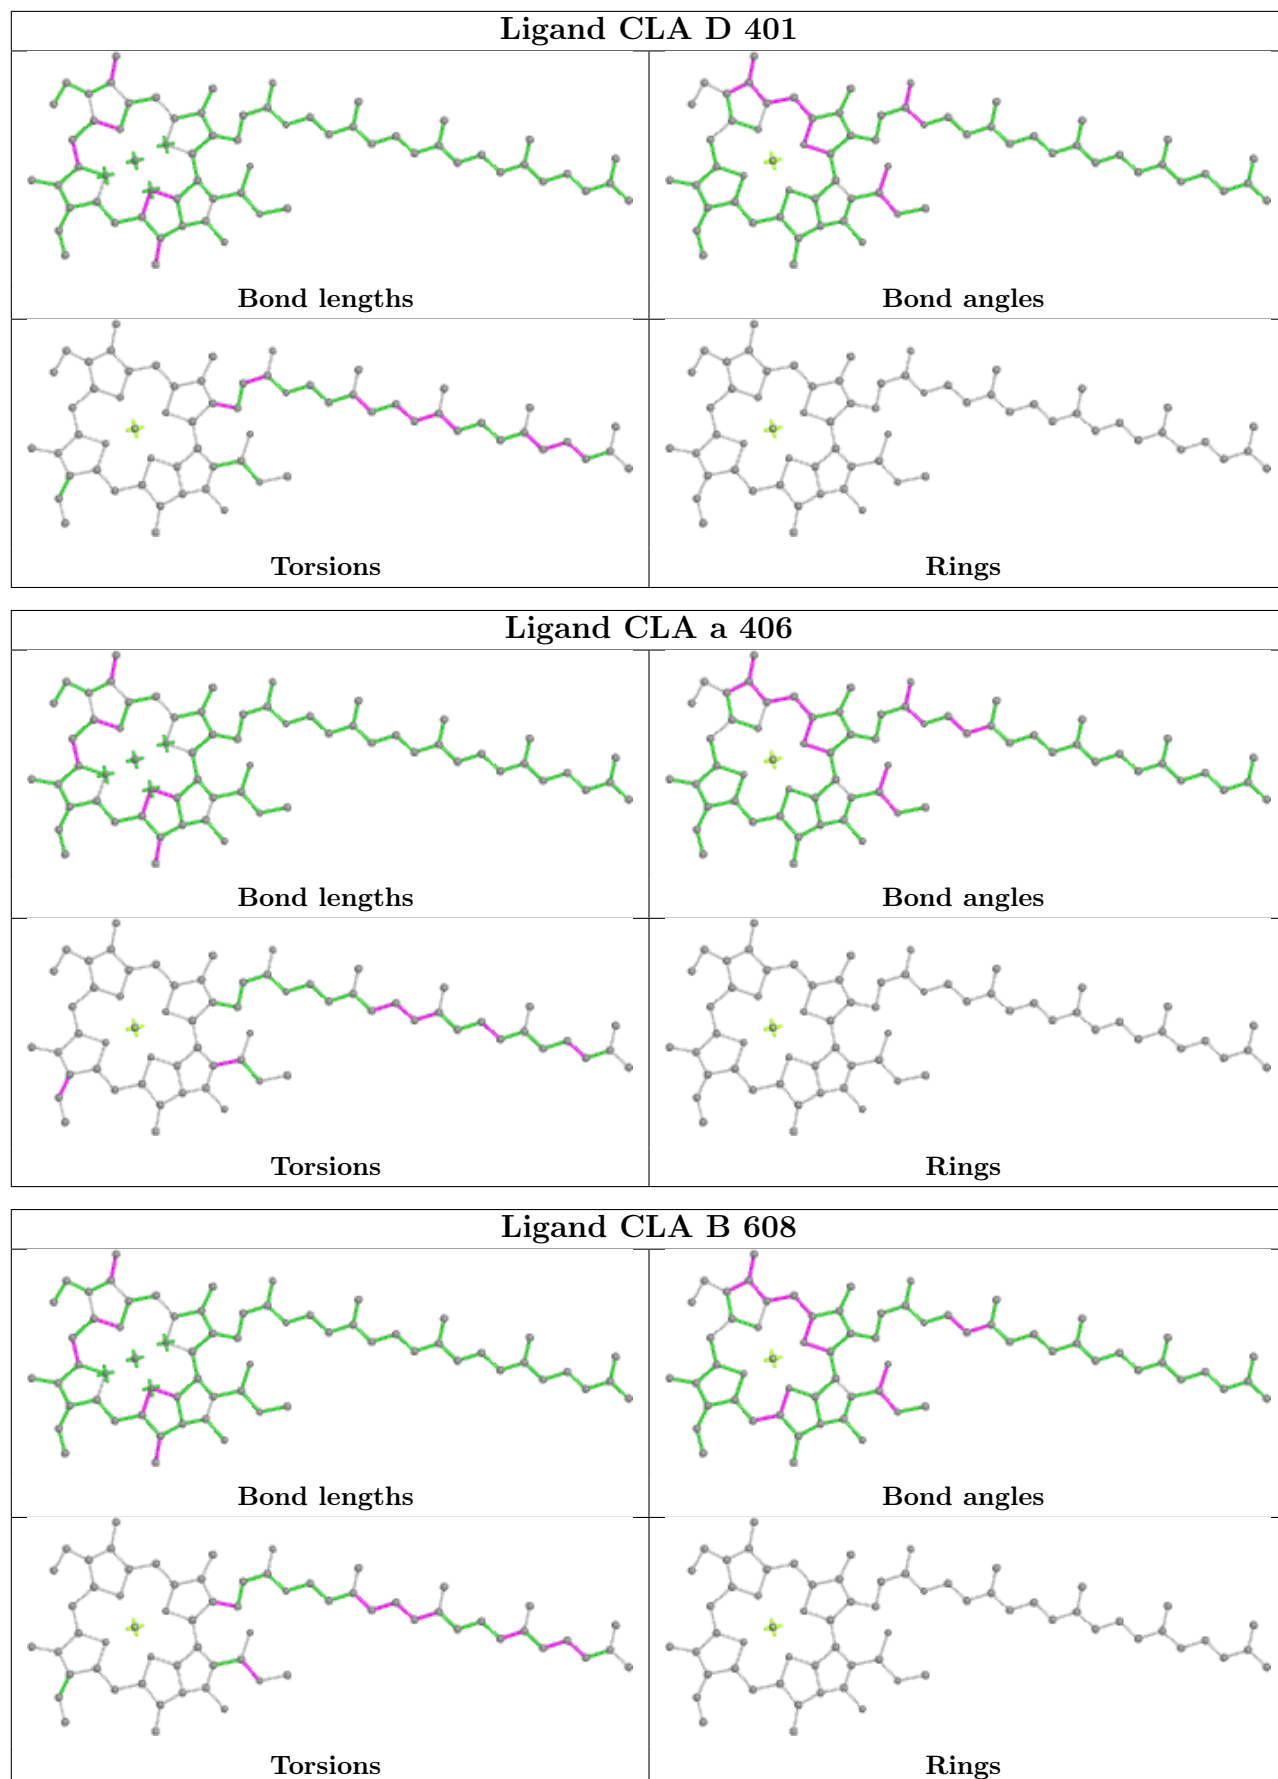 Ligand CLA D 401
Bond lengths
Bond angles
Torsions
Rings
Ligand CLA a 406
Bond lengths
Bond angles
Torsions
Rings
Ligand CLA B 608
Bond lengths
Bond angles
Torsions
Rings